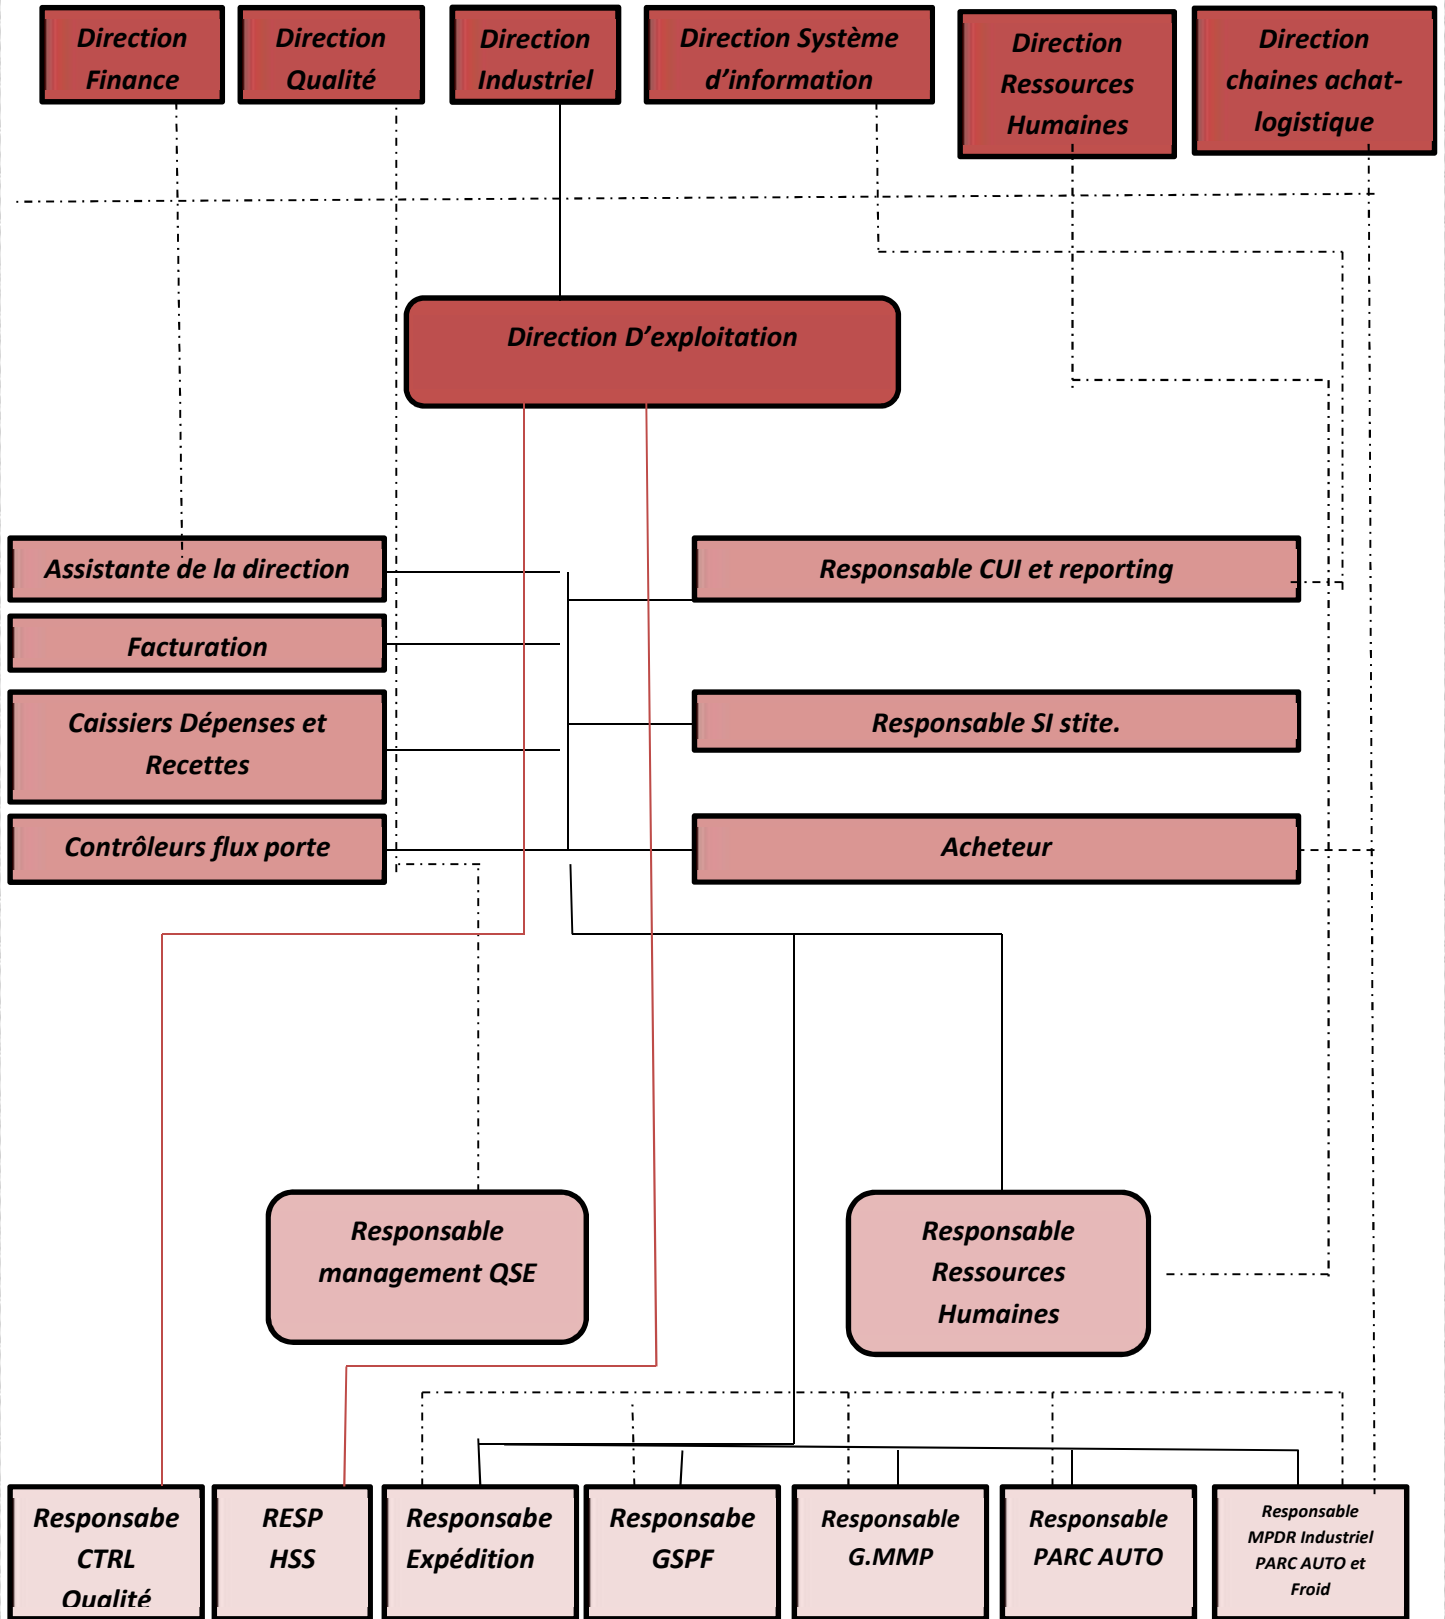 Direction
Finance
Direction
Qualité
Direction
Industriel
Direction Système
d'information
Direction
Ressources
Humaines
Direction
chaines achat-
logistique
Direction D'exploitation
Assistante de la direction
Responsable CUI et reporting
Facturation
Caissiers Dépenses et
Recettes
Responsable SI stite.
Contrôleurs flux porte
Acheteur
Responsable
management QSE
Responsable
Ressources
Humaines
Responsabe
CTRL
Qualité
RESP
HSS
Responsabe
Expédition
Responsabe
GSPF
Responsable
G.MMP
Responsable
PARC AUTO
Responsable
MPDR Industriel
PARC AUTO et
Froid